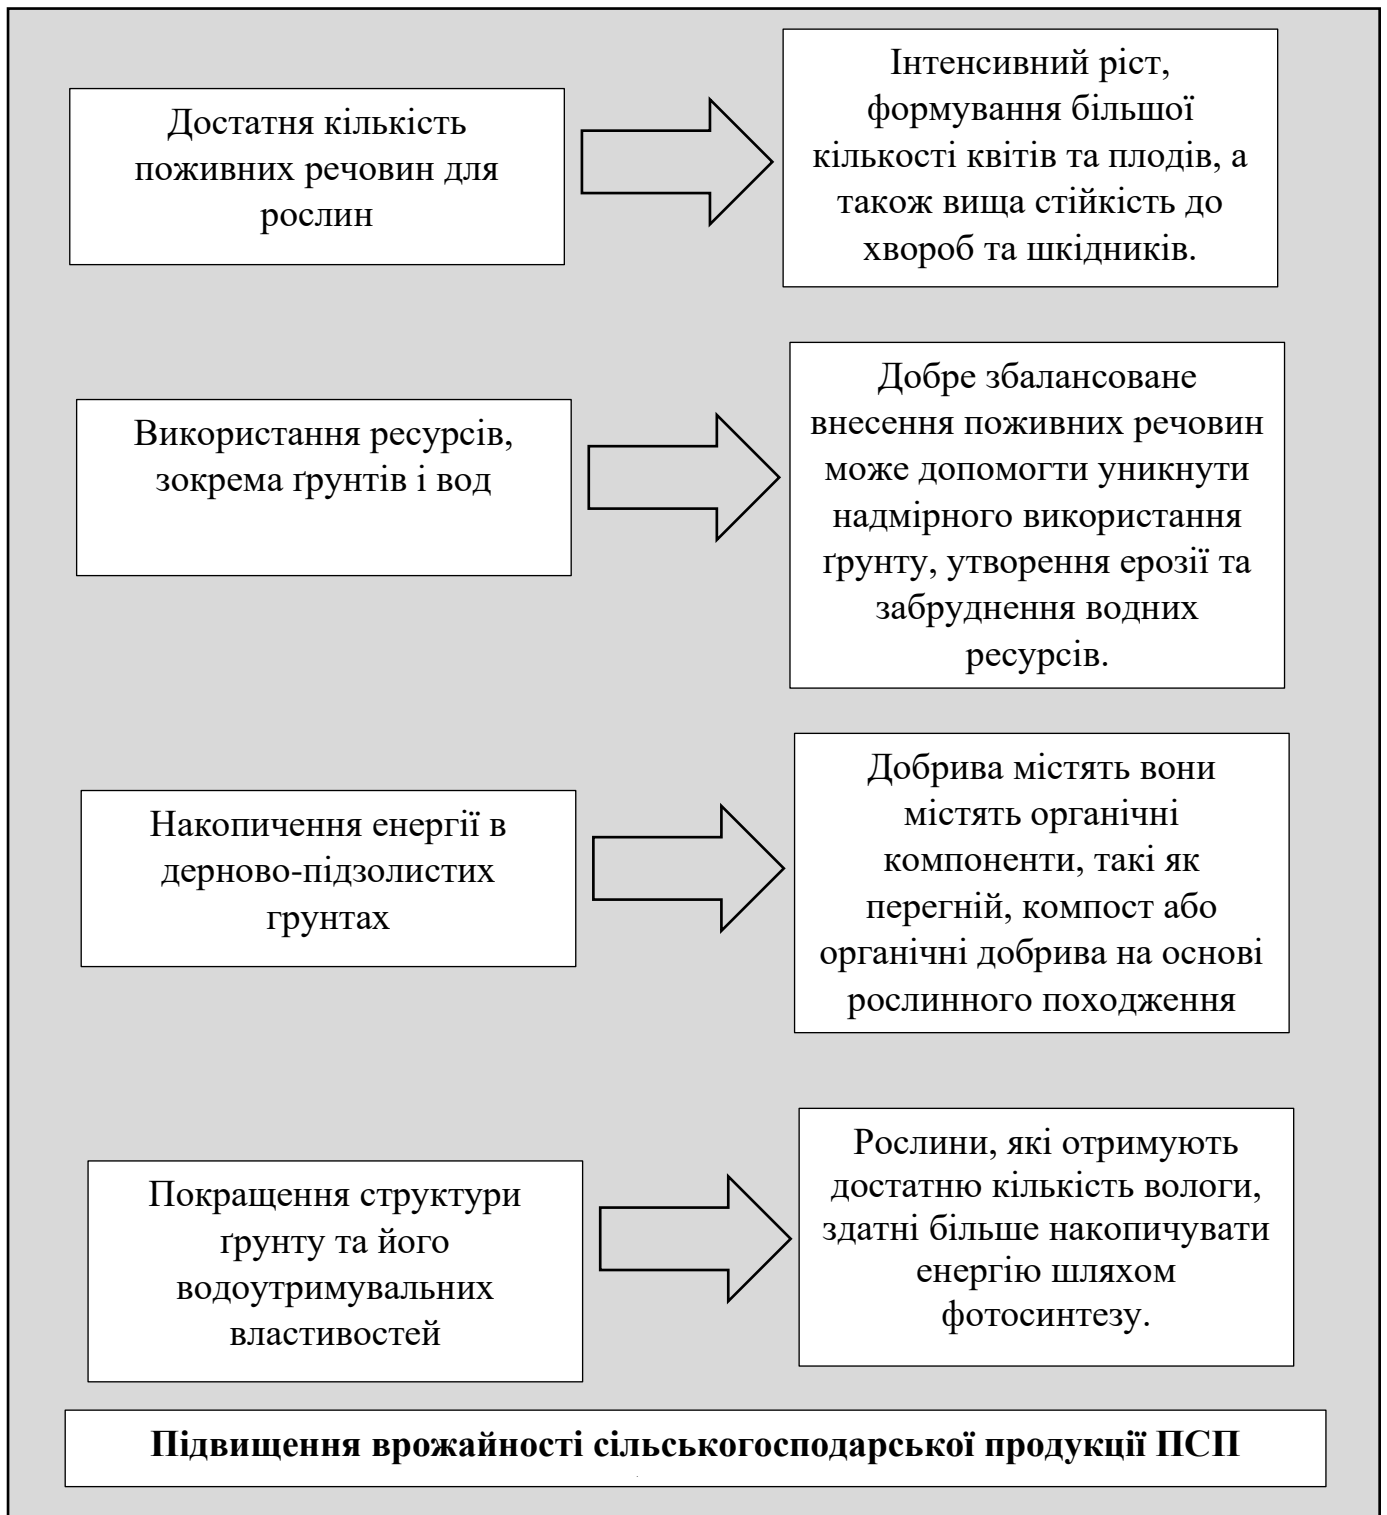 Достатня кількість
поживних речовин для
рослин
Інтенсивний ріст,
формування більшої
кількості квітів та плодів, а
також вища стійкість до
хвороб та шкідників.
Використання ресурсів,
зокрема ґрунтів і вод
Добре збалансоване
внесення поживних речовин
може допомогти уникнути
надмірного використання
ґрунту, утворення ерозії та
забруднення водних
ресурсів.
Накопичення енергії в
дерново-підзолистих
грунтах
Добрива містять вони
містять органічні
компоненти, такі як
перегній, компост або
органічні добрива на основі
рослинного походження
Покращення структури
ґрунту та його
водоутримувальних
властивостей
Рослини, які отримують
достатню кількість вологи,
здатні більше накопичувати
енергію шляхом
фотосинтезу.
Підвищення врожайності сільськогосподарської продукції ПСП